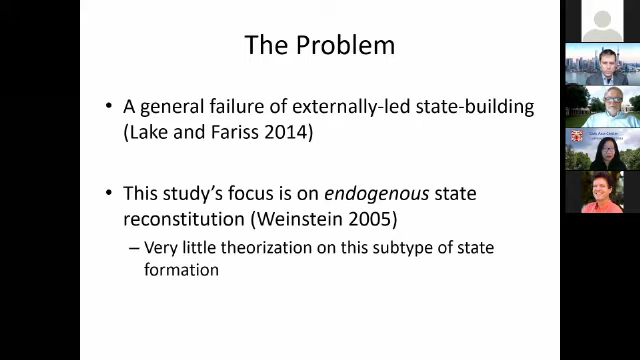 The Problem
• A general failure of externally-led state-building
(Lake and Fariss 2014)
• This study's focus is on endogenous state
reconstitution (Weinstein 2005)
– Very little theorization on this subtype of state
formation